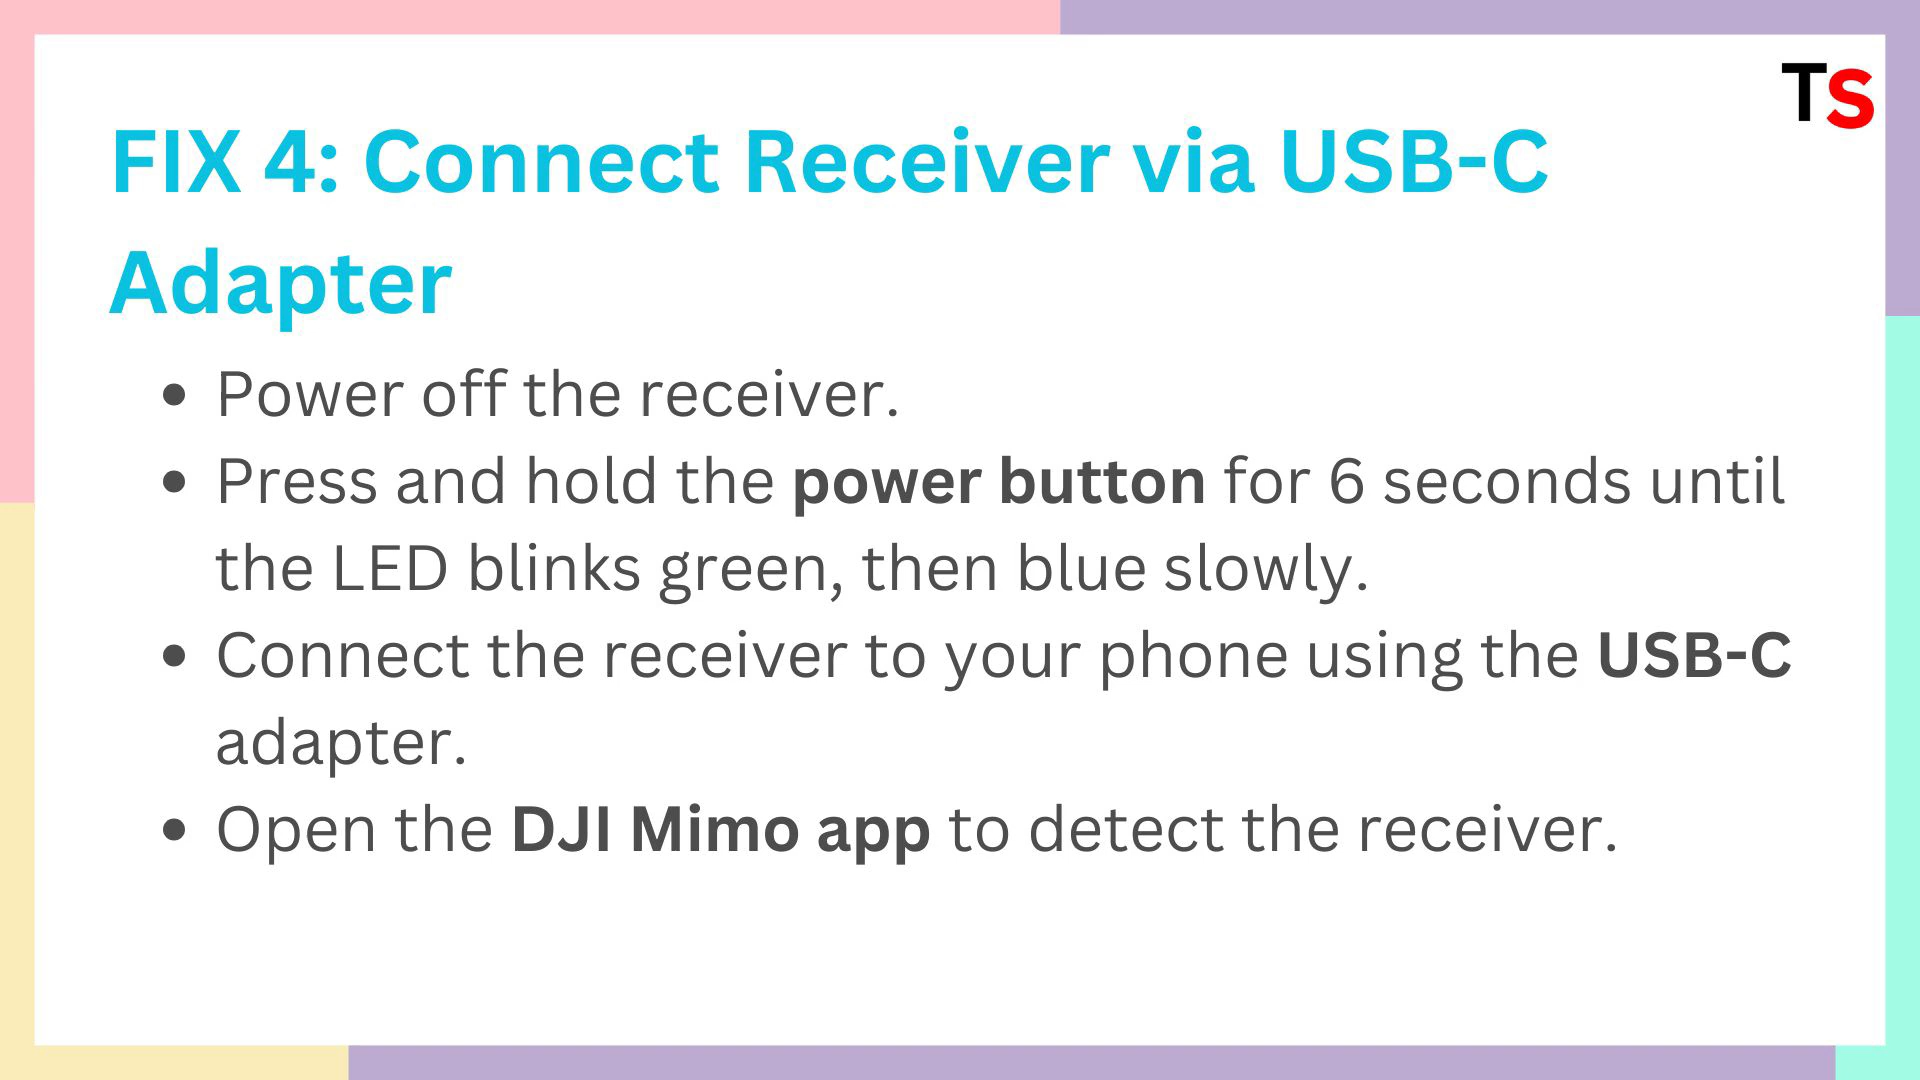 TS
FIX 4: Connect Receiver via USB-C
Adapter
• Power off the receiver.
• Press and hold the power button for 6 seconds until
the LED blinks green, then blue slowly.
• Connect the receiver to your phone using the USB-C
adapter.
• Open the DJI Mimo app to detect the receiver.